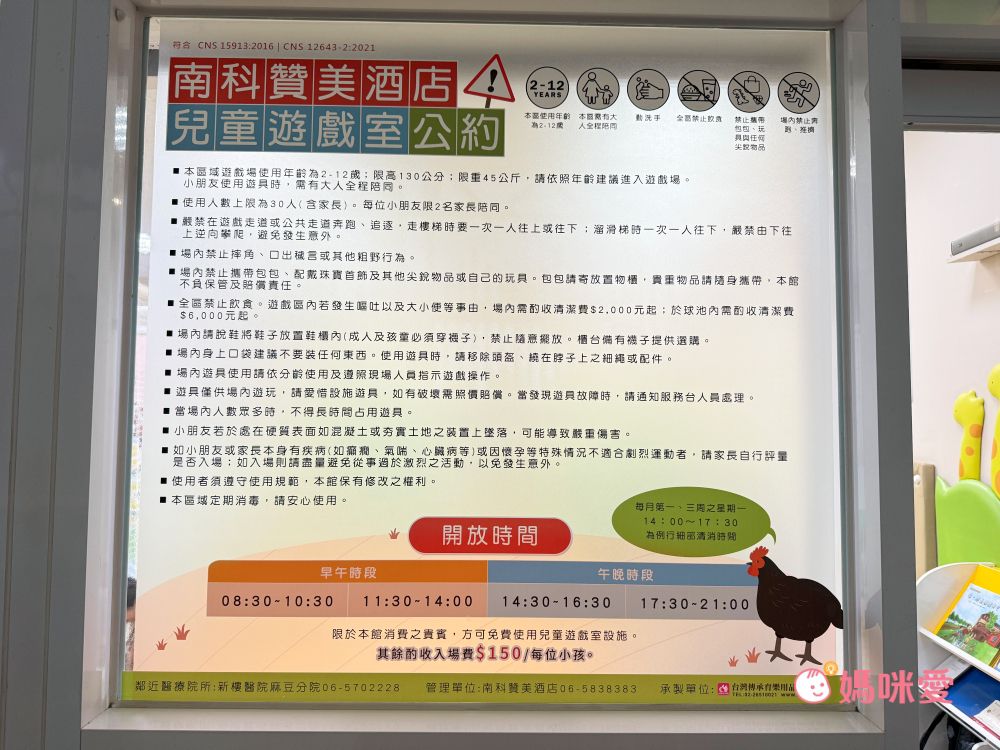 符合 CNS 15913:2016 | CNS 12643-2:2021
南科贊美酒店
兒童遊戲室公約
2-12
YEARS
本區使用年齡
為2-12歲
本區需有大
人全程陪同
勤洗手
全區禁止飲食
禁止攜帶
包包、玩
具與任何
尖銳物品
場內禁止奔
跑、推擠
■ 本區域遊戲場使用年齡為2-12歲；限高130公分；限重45公斤，請依照年齡建議進入遊戲場。
小朋友使用遊具時，需有大人全程陪同。
■ 使用人數上限為30人(含家長)。每位小朋友限2名家長陪同。
■ 嚴禁在遊戲走道或公共走道奔跑、追逐，走樓梯時要一次一人往上或往下；溜滑梯時一次一人往下，嚴禁由下往
上逆向攀爬，避免發生意外。
■ 場內禁止摔角、口出穢言或其他粗野行為。
■ 場內禁止攜帶包包、配戴珠寶首飾及其他尖銳物品或自己的玩具。包包請寄放置物櫃，貴重物品請隨身攜帶，本館
不負保管及賠償責任。
■ 全區禁止飲食。遊戲區內若發生嘔吐以及大小便等事由，場內需酌收清潔費$2,000元起；於球池內需酌收清潔費
$6,000元起。
■ 場內請脫鞋將鞋子放置鞋櫃內(成人及孩童必須穿襪子)，禁止隨意擺放。櫃台備有襪子提供選購。
■ 場內身上口袋建議不要裝任何東西。使用遊具時，請移除頭盔、繞在脖子上之細繩或配件。
■ 場內遊具使用請依分齡使用及遵照現場人員指示遊戲操作。
■ 遊具僅供場內遊玩，請愛惜設施遊具，如有破壞需照價賠償。當發現遊具故障時，請通知服務台人員處理。
■ 當場內人數眾多時，不得長時間占用遊具。
■ 小朋友若於處在硬質表面如混凝土或夯實土地之裝置上墜落，可能導致嚴重傷害。
■ 如小朋友或家長本身有疾病(如癲癇、氣喘、心臟病等)或因懷孕等特殊情況不適合劇烈運動者，請家長自行評量
是否入場；如入場則請盡量避免從事過於激烈之活動，以免發生意外。
■ 使用者須遵守使用規範，本館保有修改之權利。
■ 本區域定期消毒，請安心使用。
每月第一、三周之星期一
14：00～17：30
為例行細部清消時間
開放時間
早午時段
午晚時段
08:30~10:30
11:30~14:00
14:30~16:30
17:30~21:00
限於本館消費之貴賓，方可免費使用兒童遊戲室設施。
其餘酌收入場費$150/每位小孩。
鄰近醫療院所:新樓醫院麻豆分院06-5702228 管理單位:南科贊美酒店06-5838383 承製單位: 台灣傳承育樂用品
TEL:02-26518021 www
媽咪愛